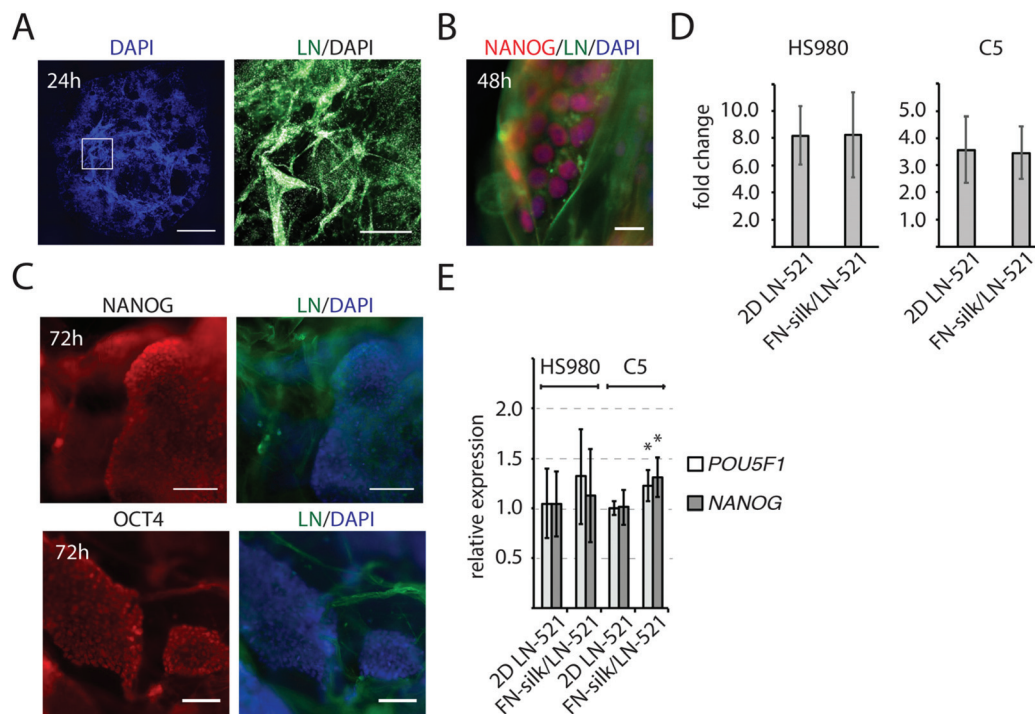 A
DAPI
LN/DAPI
24h
B
NANOG/LN/DAPI
48h
C
NANOG
LN/DAPI
72h
OCT4
LN/DAPI
72h
D
HS980
C5
fold change
10.0
8.0
6.0
4.0
2.0
5.0
4.0
3.0
2.0
1.0
2D LN-521
FN-silk/LN-521
2D LN-521
FN-silk/LN-521
E
HS980
C5
relative expression
2.0
1.5
1.0
0.5
* *
POU5F1
NANOG
2D LN-521
FN-silk/LN-521
2D LN-521
FN-silk/LN-521